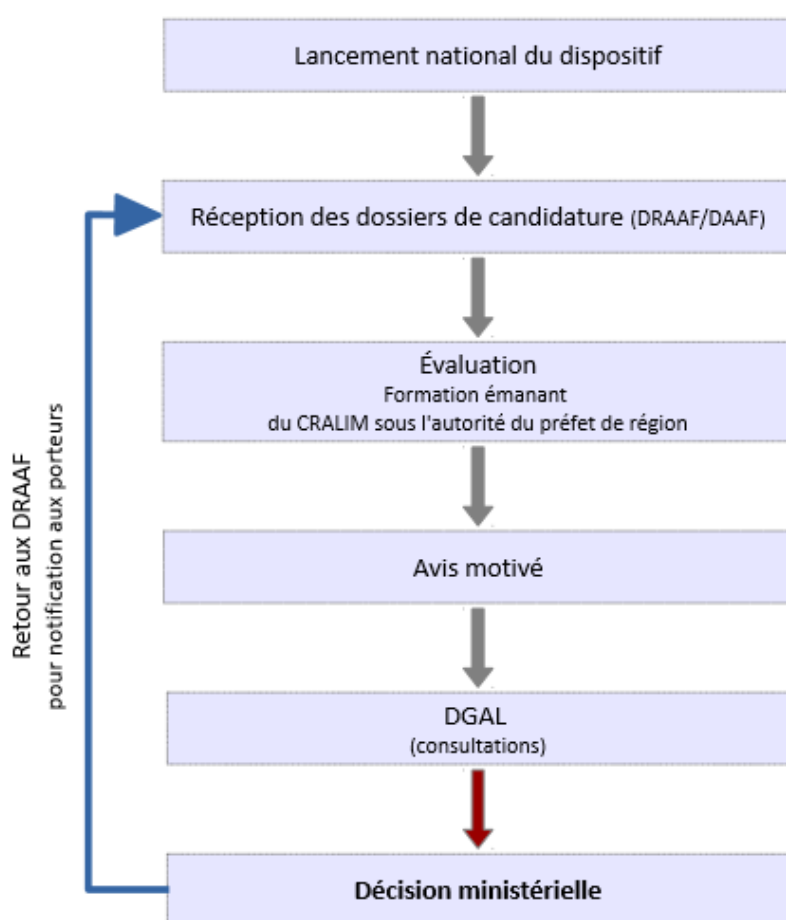 Lancement national du dispositif
Réception des dossiers de candidature (DRAAF/DAAF)
Évaluation
Formation émanant
du CRALIM sous l'autorité du préfet de région
Avis motivé
DGAL
(consultations)
Décision ministérielle
Retour aux DRAAF
pour notification aux porteurs